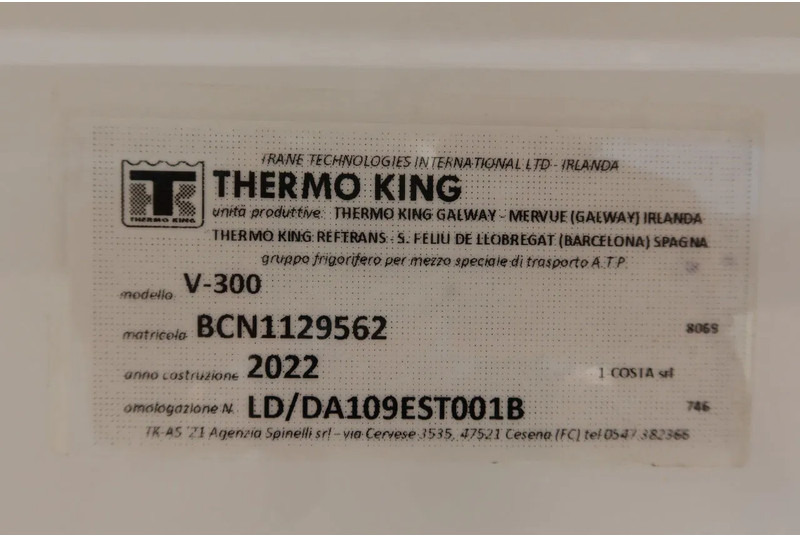 TRANE TECHNOLOGIES INTERNATIONAL LTD - IRLANDA
THERMO KING
THERMO KING
unità produttive: THERMO KING GALWAY - MERVUE (GALWAY) IRLANDA
THERMO KING REFTRANS - S. FELIU DE LLOBREGAT (BARCELONA) SPAGNA
gruppo frigorifero per mezzo speciale di trasporto A.T.P.
modello V-300
matricola BCN1129562 8069
anno costruzione 2022 1 COSTA srl
omologazione N. LD/DA109EST001B 746
TK-AS '21 Agenzia Spinelli srl - via Cervese 3535, 47521 Cesena (FC) tel 0547 382366